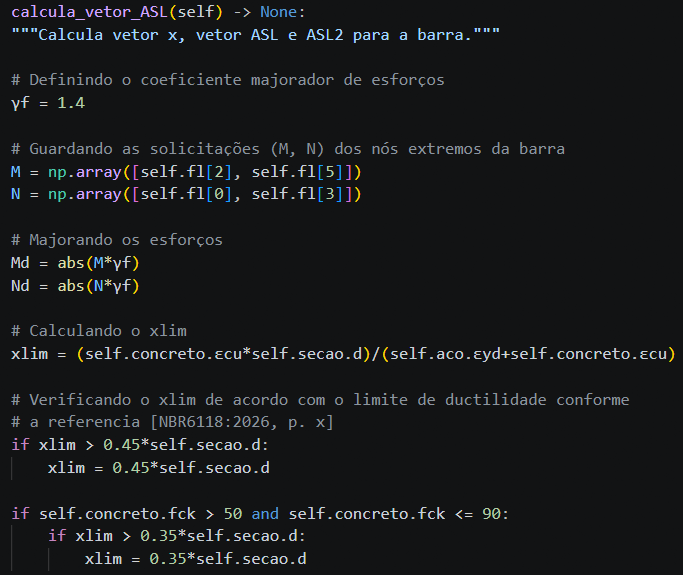 calcula_vetor_ASL(self) -> None:
"""Calcula vetor x, vetor ASL e ASL2 para a barra."""
# Definindo o coeficiente majorador de esforços
γf = 1.4
# Guardando as solicitações (M, N) dos nós extremos da barra
M = np.array([self.fl[2], self.fl[5]])
N = np.array([self.fl[0], self.fl[3]])
# Majorando os esforços
Md = abs(M*γf)
Nd = abs(N*γf)
# Calculando o xlim
xlim = (self.concreto.εcu*self.secao.d)/(self.aco.εyd+self.concreto.εcu)
# Verificando o xlim de acordo com o limite de ductilidade conforme
# a referencia [NBR6118:2026, p. x]
if xlim > 0.45*self.secao.d:
xlim = 0.45*self.secao.d
if self.concreto.fck > 50 and self.concreto.fck <= 90:
if xlim > 0.35*self.secao.d:
xlim = 0.35*self.secao.d